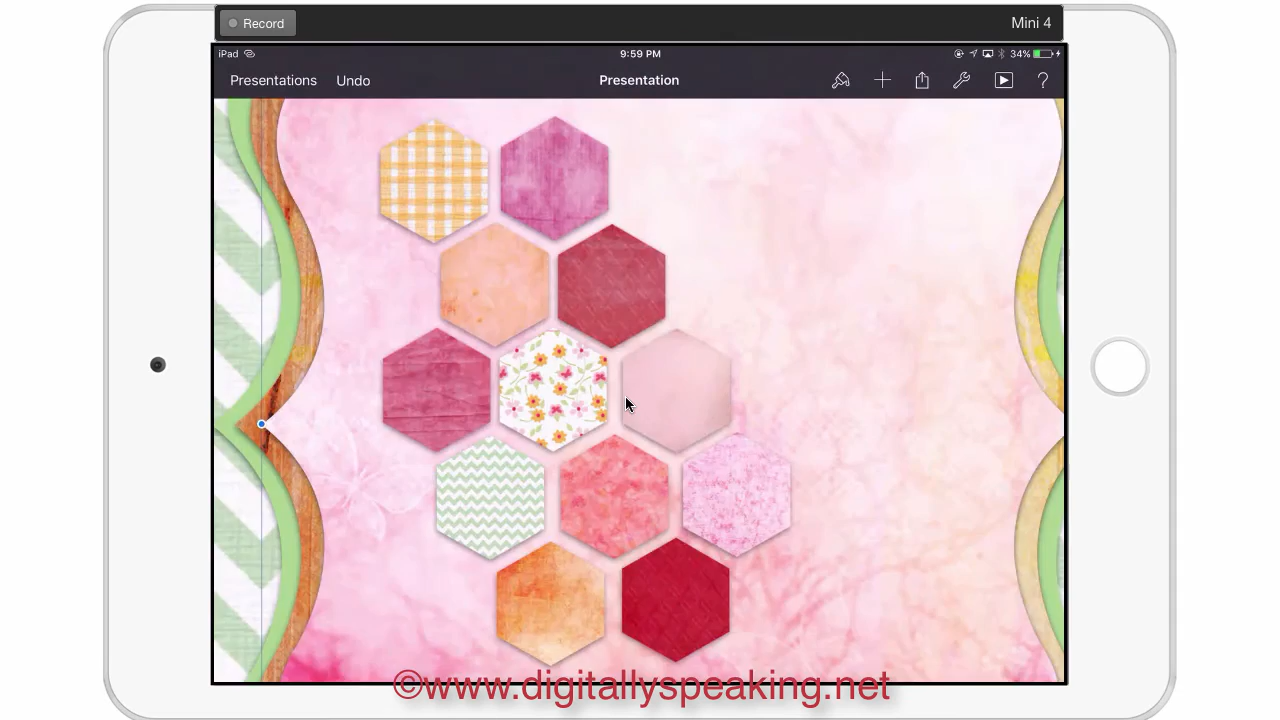 Record
Mini 4
iPad
9:59 PM
34%
Presentations
Undo
Presentation
?
©www.digitallyspeaking.net